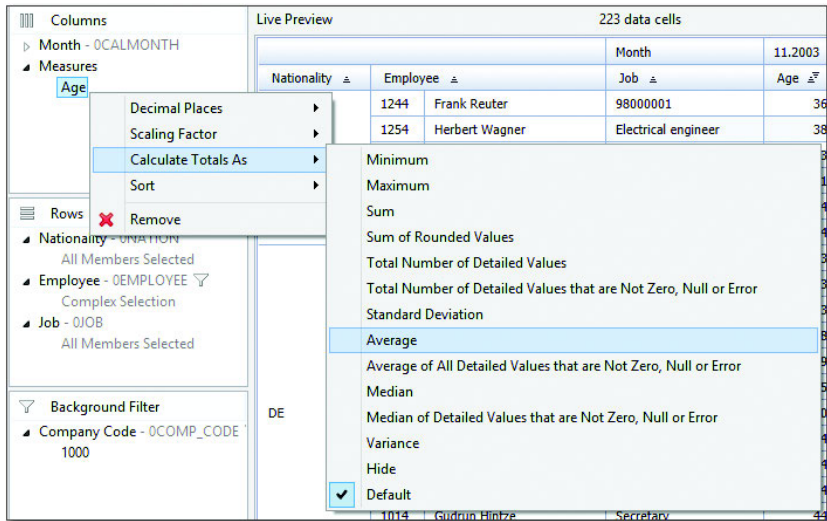 Columns
Month - 0CALMONTH
Measures
Age
Live Preview 223 data cells
Month 11.2003
Nationality Employee Job Age
1244 Frank Reuter 98000001 36
1254 Herbert Wagner Electrical engineer 38
Decimal Places
Scaling Factor
Calculate Totals As
Sort
Remove
Minimum
Maximum
Sum
Sum of Rounded Values
Total Number of Detailed Values
Total Number of Detailed Values that are Not Zero, Null or Error
Standard Deviation
Average
Average of All Detailed Values that are Not Zero, Null or Error
Median
Median of Detailed Values that are Not Zero, Null or Error
Variance
Hide
Default
Rows
Nationality - 0NATION
All Members Selected
Employee - 0EMPLOYEE
Complex Selection
Job - 0JOB
All Members Selected
Background Filter
Company Code - 0COMP_CODE
1000
DE
1014 Gudrun Hintze Secretary 44